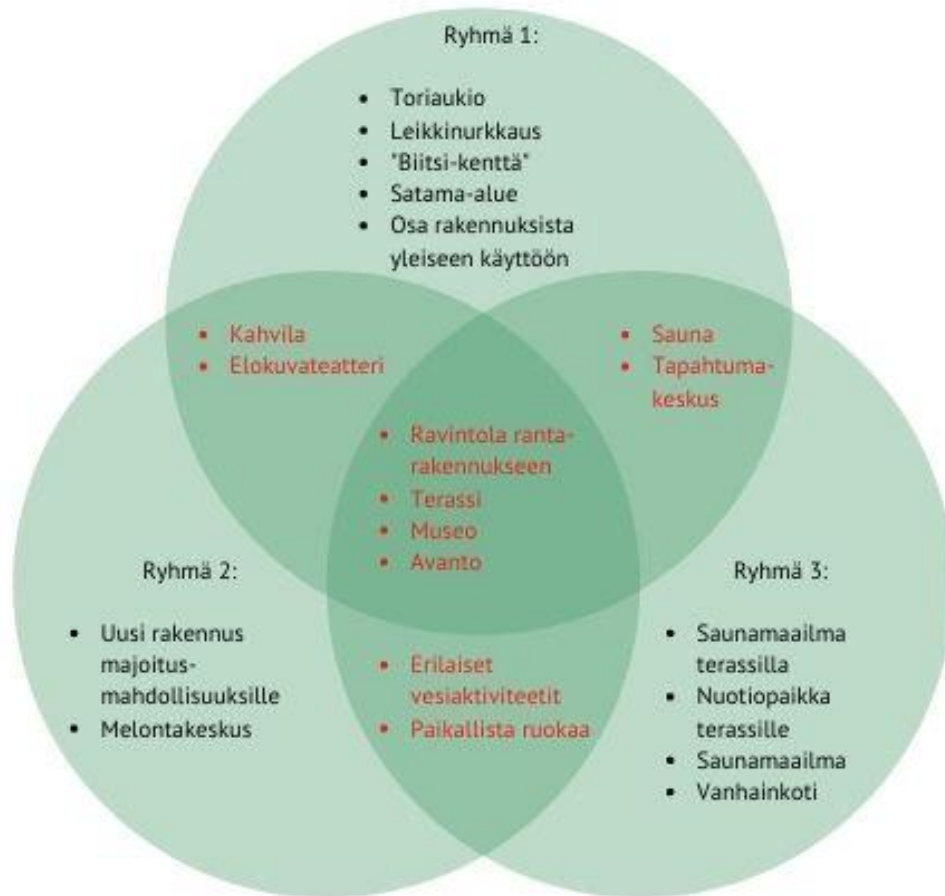 Ryhmä 1:
• Toriaukio
• Leikkinurkkaus
• "Biitsi-kenttä"
• Satama-alue
• Osa rakennuksista
yleiseen käyttöön
• Kahvila
• Elokuvateatteri
• Sauna
• Tapahtuma-
keskus
• Ravintola ranta-
rakennukseen
• Terassi
• Museo
• Avanto
Ryhmä 2:
• Uusi rakennus
majoitus-
mahdollisuuksille
• Melontakeskus
• Erilaiset
vesiaktiviteetit
• Paikallista ruokaa
Ryhmä 3:
• Saunamaailma
terassilla
• Nuotiopaikka
terassille
• Saunamaailma
• Vanhainkoti